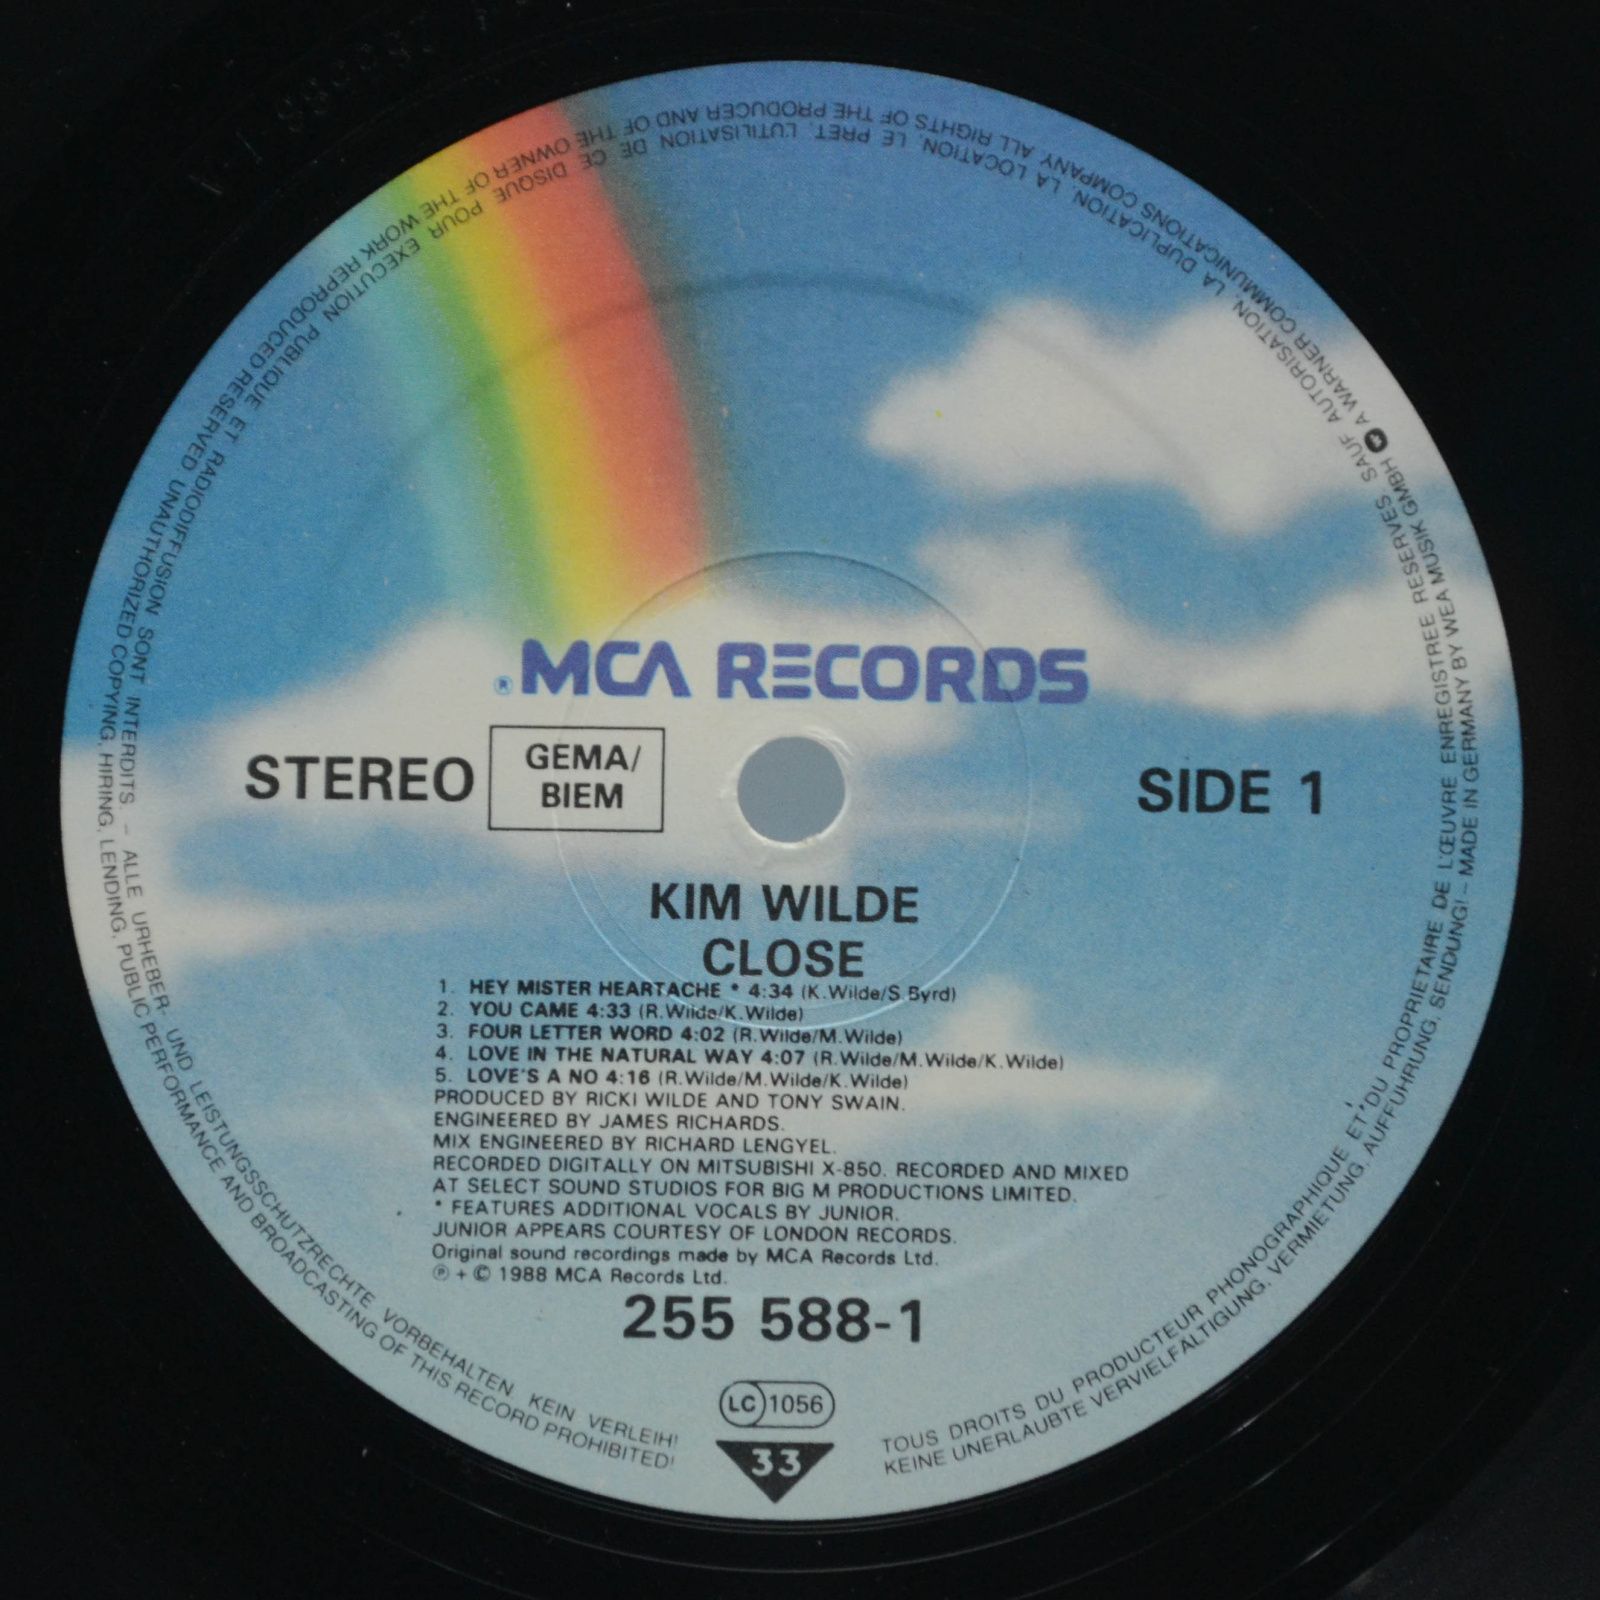 ® MCA RECORDS
STEREO
GEMA/
BIEM
SIDE 1
KIM WILDE
CLOSE
1. HEY MISTER HEARTACHE * 4:34 (K.Wilde/S.Byrd)
2. YOU CAME 4:33 (R.Wilde/K.Wilde)
3. FOUR LETTER WORD 4:02 (R.Wilde/M.Wilde)
4. LOVE IN THE NATURAL WAY 4:07 (R.Wilde/M.Wilde/K.Wilde)
5. LOVE'S A NO 4:16 (R.Wilde/M.Wilde/K.Wilde)
PRODUCED BY RICKI WILDE AND TONY SWAIN.
ENGINEERED BY JAMES RICHARDS.
MIX ENGINEERED BY RICHARD LENGYEL.
RECORDED DIGITALLY ON MITSUBISHI X-850. RECORDED AND MIXED
AT SELECT SOUND STUDIOS FOR BIG M PRODUCTIONS LIMITED.
* FEATURES ADDITIONAL VOCALS BY JUNIOR.
JUNIOR APPEARS COURTESY OF LONDON RECORDS.
Original sound recordings made by MCA Records Ltd.
℗ + © 1988 MCA Records Ltd.
255 588-1
LC 1056
33
TOUS DROITS DU PRODUCTEUR PHONOGRAPHIQUE ET DU PROPRIETAIRE DE L'ŒUVRE ENREGISTREE RESERVES SAUF AUTORISATION, LA DUPLICATION, LA LOCATION, LE PRET, L'UTILISATION DE CE DISQUE POUR EXECUTION PUBLIQUE ET RADIODIFFUSION SONT INTERDITS. – ALLE URHEBER- UND LEISTUNGSSCHUTZRECHTE VORBEHALTEN. KEIN VERLEIH!
KEINE UNERLAUBTE VERVIELFÄLTIGUNG, VERMIETUNG, AUFFÜHRUNG, SENDUNG! – MADE IN GERMANY BY WEA MUSIK GMBH A WARNER COMMUNICATIONS COMPANY ALL RIGHTS OF THE PRODUCER AND OF THE OWNER OF THE WORK REPRODUCED RESERVED UNAUTHORIZED COPYING, HIRING, LENDING, PUBLIC PERFORMANCE AND BROADCASTING OF THIS RECORD PROHIBITED!